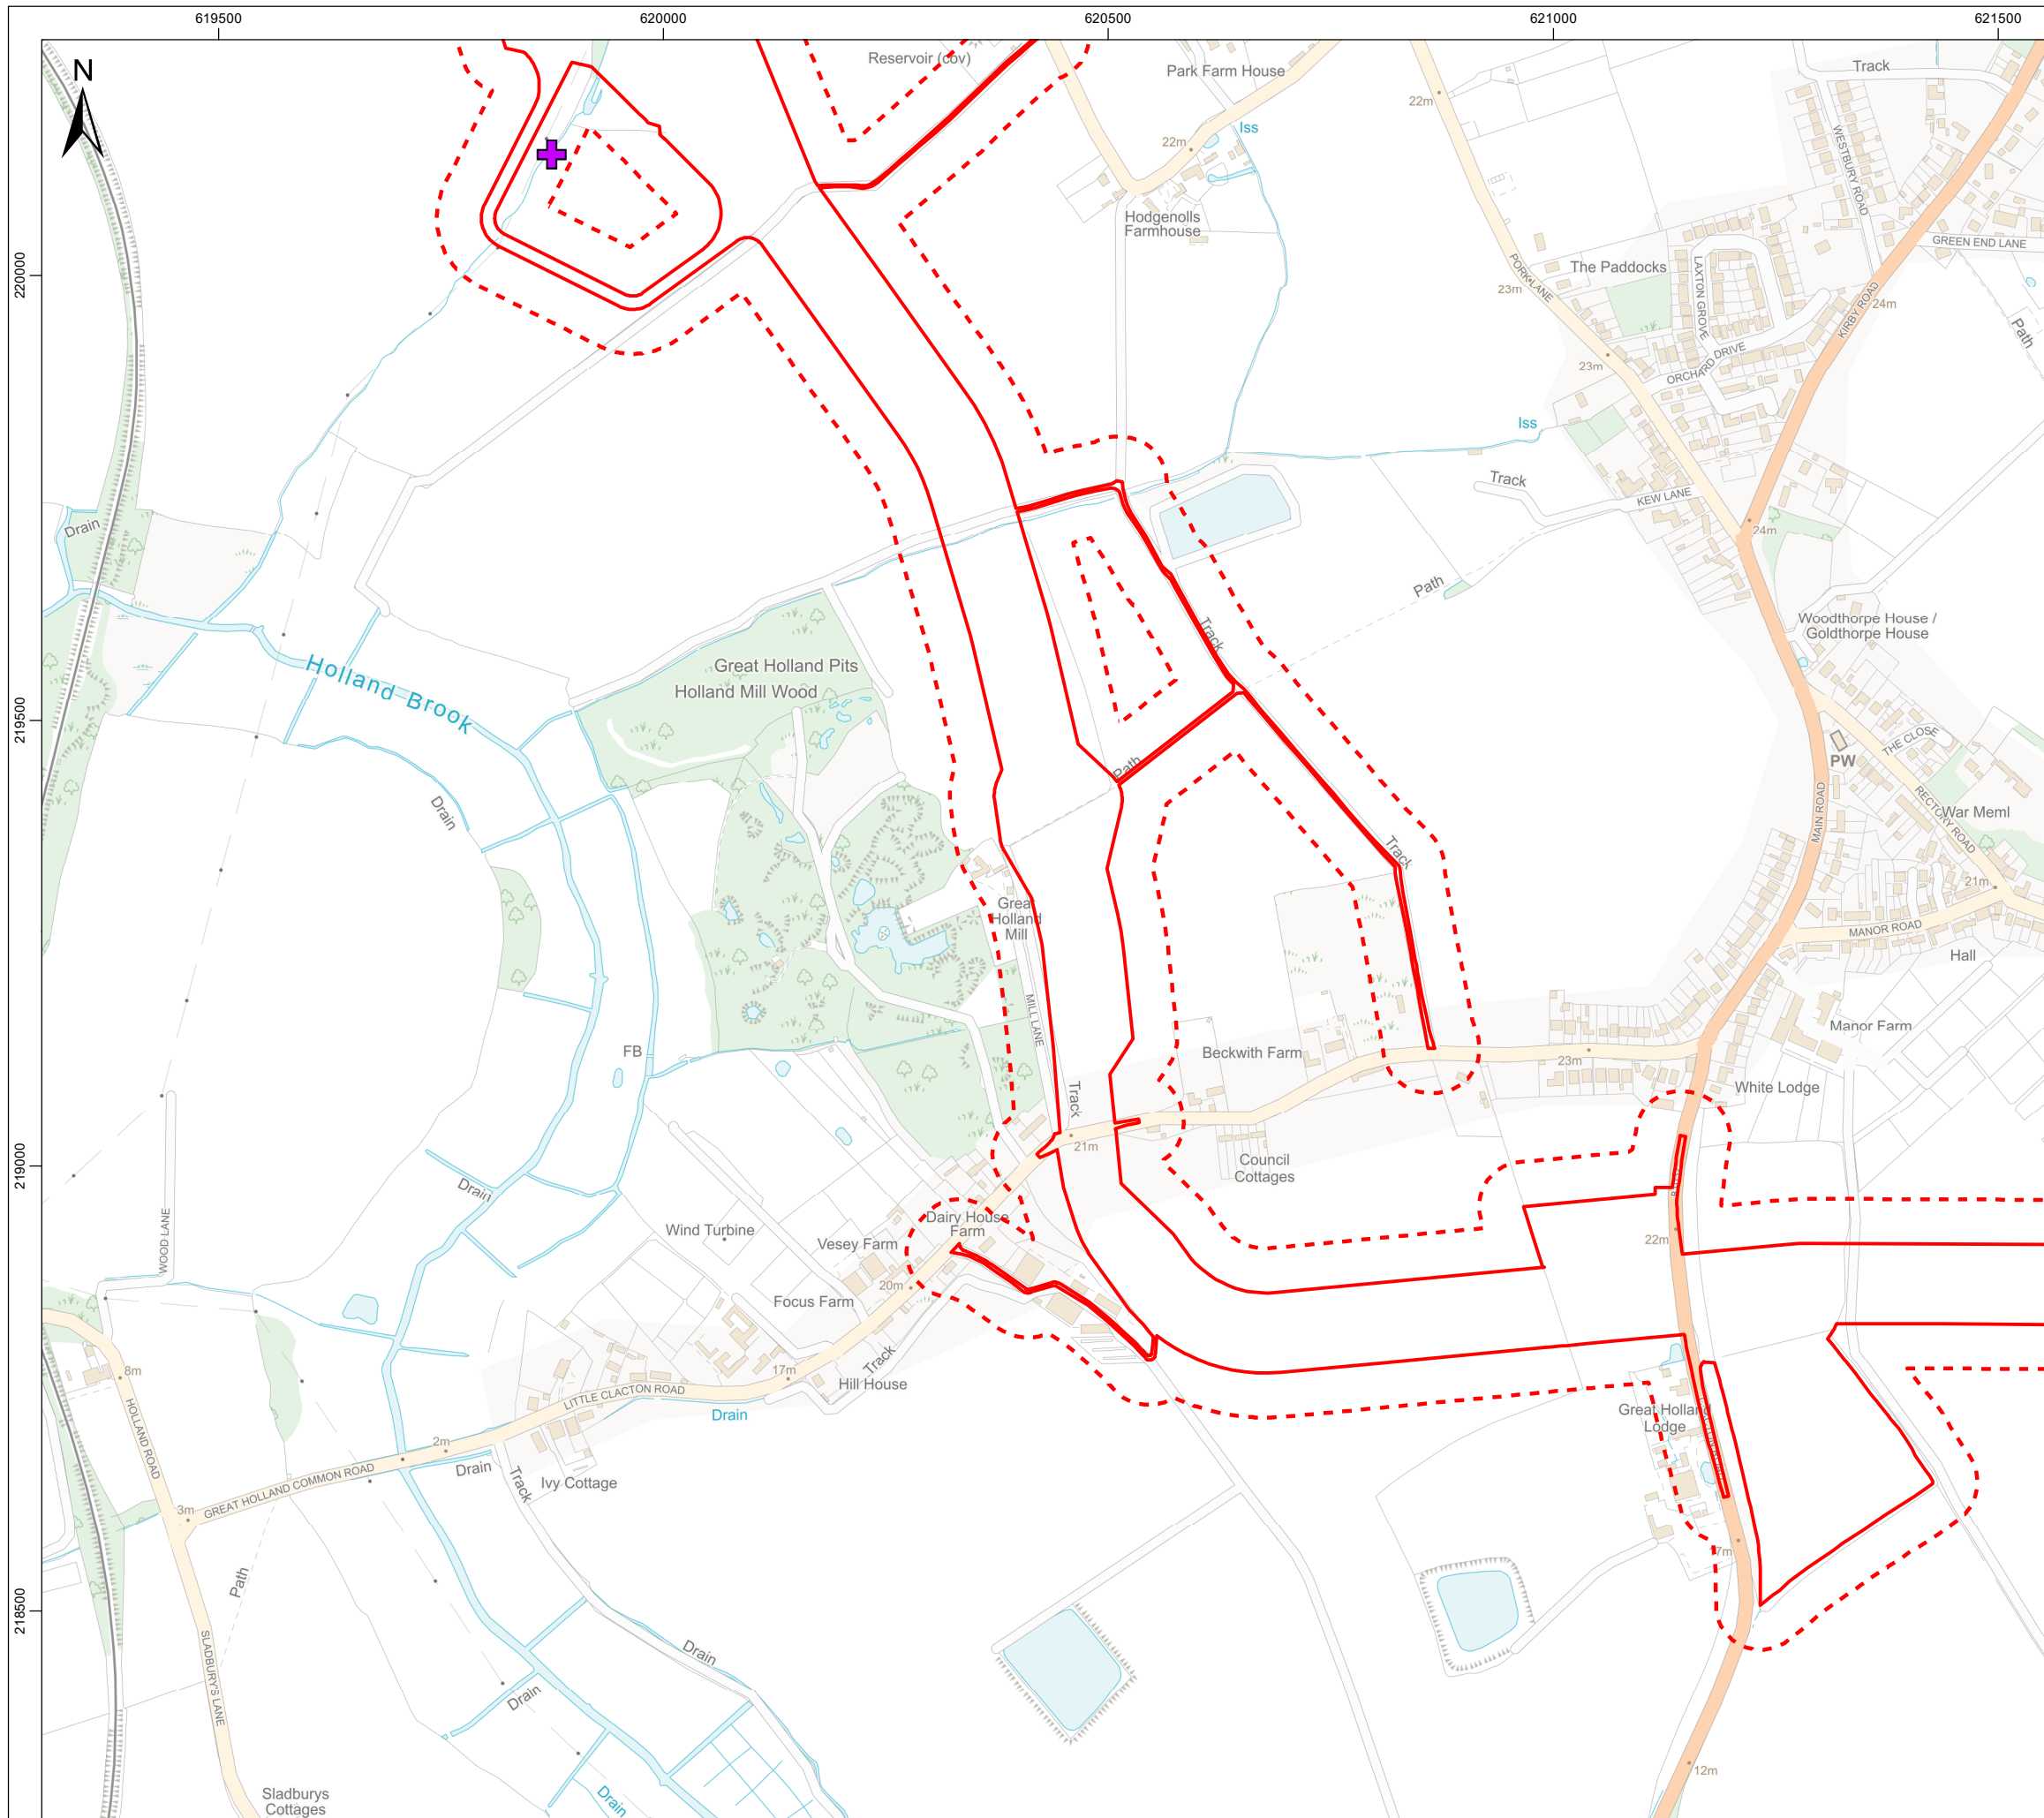 619500
620000
620500
621000
621500
N
Reservoir (cov)
Park Farm House
Track
22m
Iss
22m
WESTBURY ROAD
Hodgenolls
Farmhouse
GREEN END LANE
220000
PORK LANE
23m
The Paddocks
LAXTON GROVE
KIRBY ROAD
24m
Path
23m
ORCHARD DRIVE
Iss
Track
KEW LANE
Drain
24m
Path
Woodthorpe House /
Goldthorpe House
Track
Great Holland Pits
Holland Mill Wood
Holland Brook
219500
THE CLOSE
PW
Path
Drain
MAIN ROAD
RECTORY ROAD
War Meml
Track
21m
Great
Holland
Mill
MANOR ROAD
Hall
MILL LANE
Manor Farm
FB
Beckwith Farm
23m
White Lodge
Track
21m
219000
Council
Cottages
Drain
WOOD LANE
Wind Turbine
Dairy House
Farm
Vesey Farm
22m
20m
Focus Farm
8m
17m
Track
Hill House
LITTLE CLACTON ROAD
Drain
HOLLAND ROAD
Great Holland
Lodge
2m
Drain
Track
Ivy Cottage
GREAT HOLLAND COMMON ROAD
3m
17m
Path
218500
SLADBURY'S LANE
Drain
Drain
12m
Sladburys
Cottages
Drain